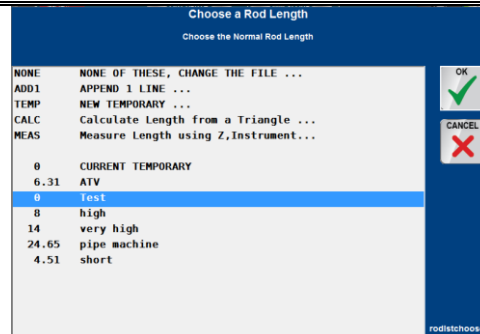 Choose a Rod Length
Choose the Normal Rod Length
NONE NONE OF THESE, CHANGE THE FILE ...
ADD1 APPEND 1 LINE ...
TEMP NEW TEMPORARY ...
CALC Calculate Length from a Triangle ...
MEAS Measure Length using Z,Instrument...
0 CURRENT TEMPORARY
6.31 ATV
0 Test
8 high
14 very high
24.65 pipe machine
4.51 short
OK
CANCEL
rodistchoos